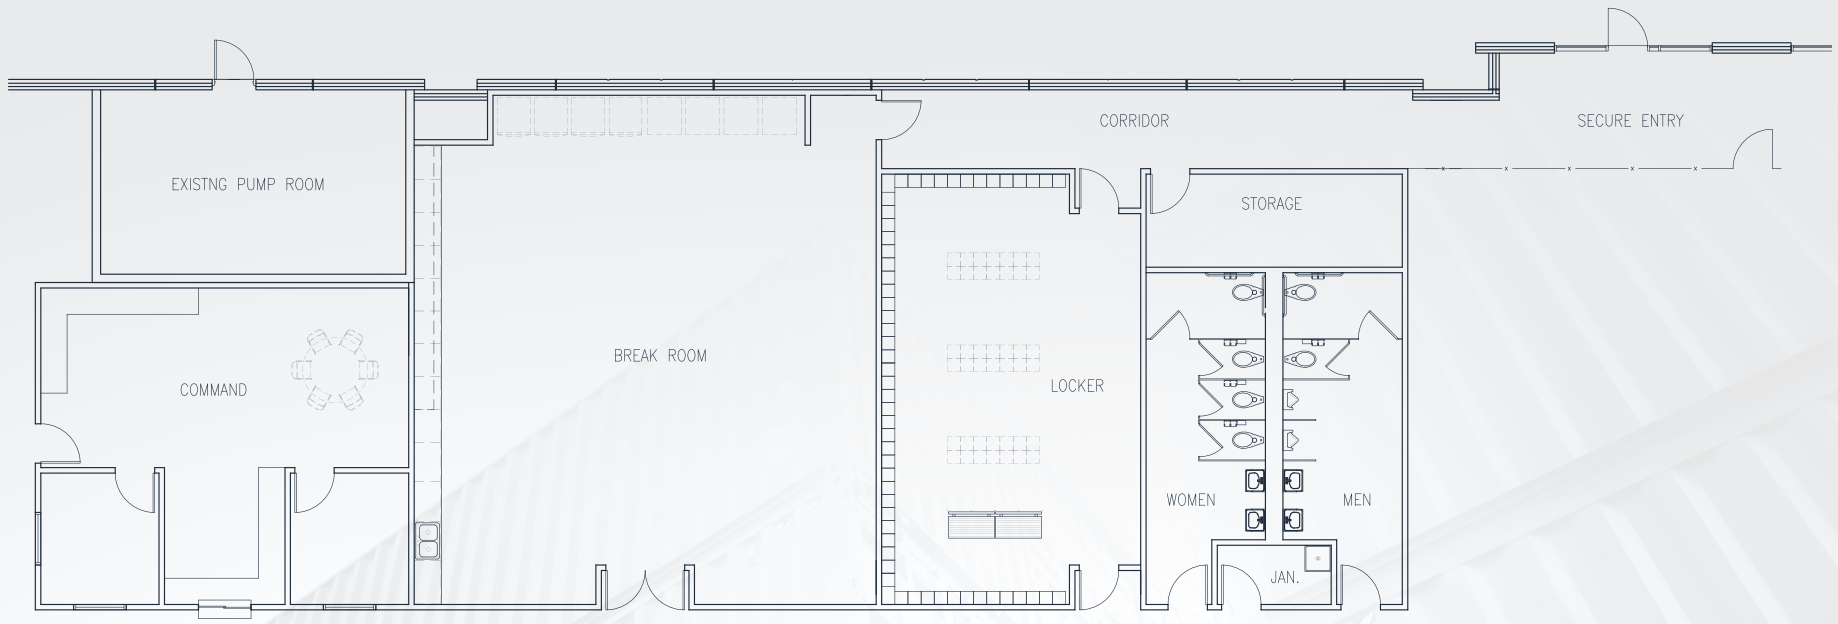 CORRIDOR
SECURE ENTRY
EXISTNG PUMP ROOM
STORAGE
BREAK ROOM
COMMAND
LOCKER
WOMEN
MEN
JAN.